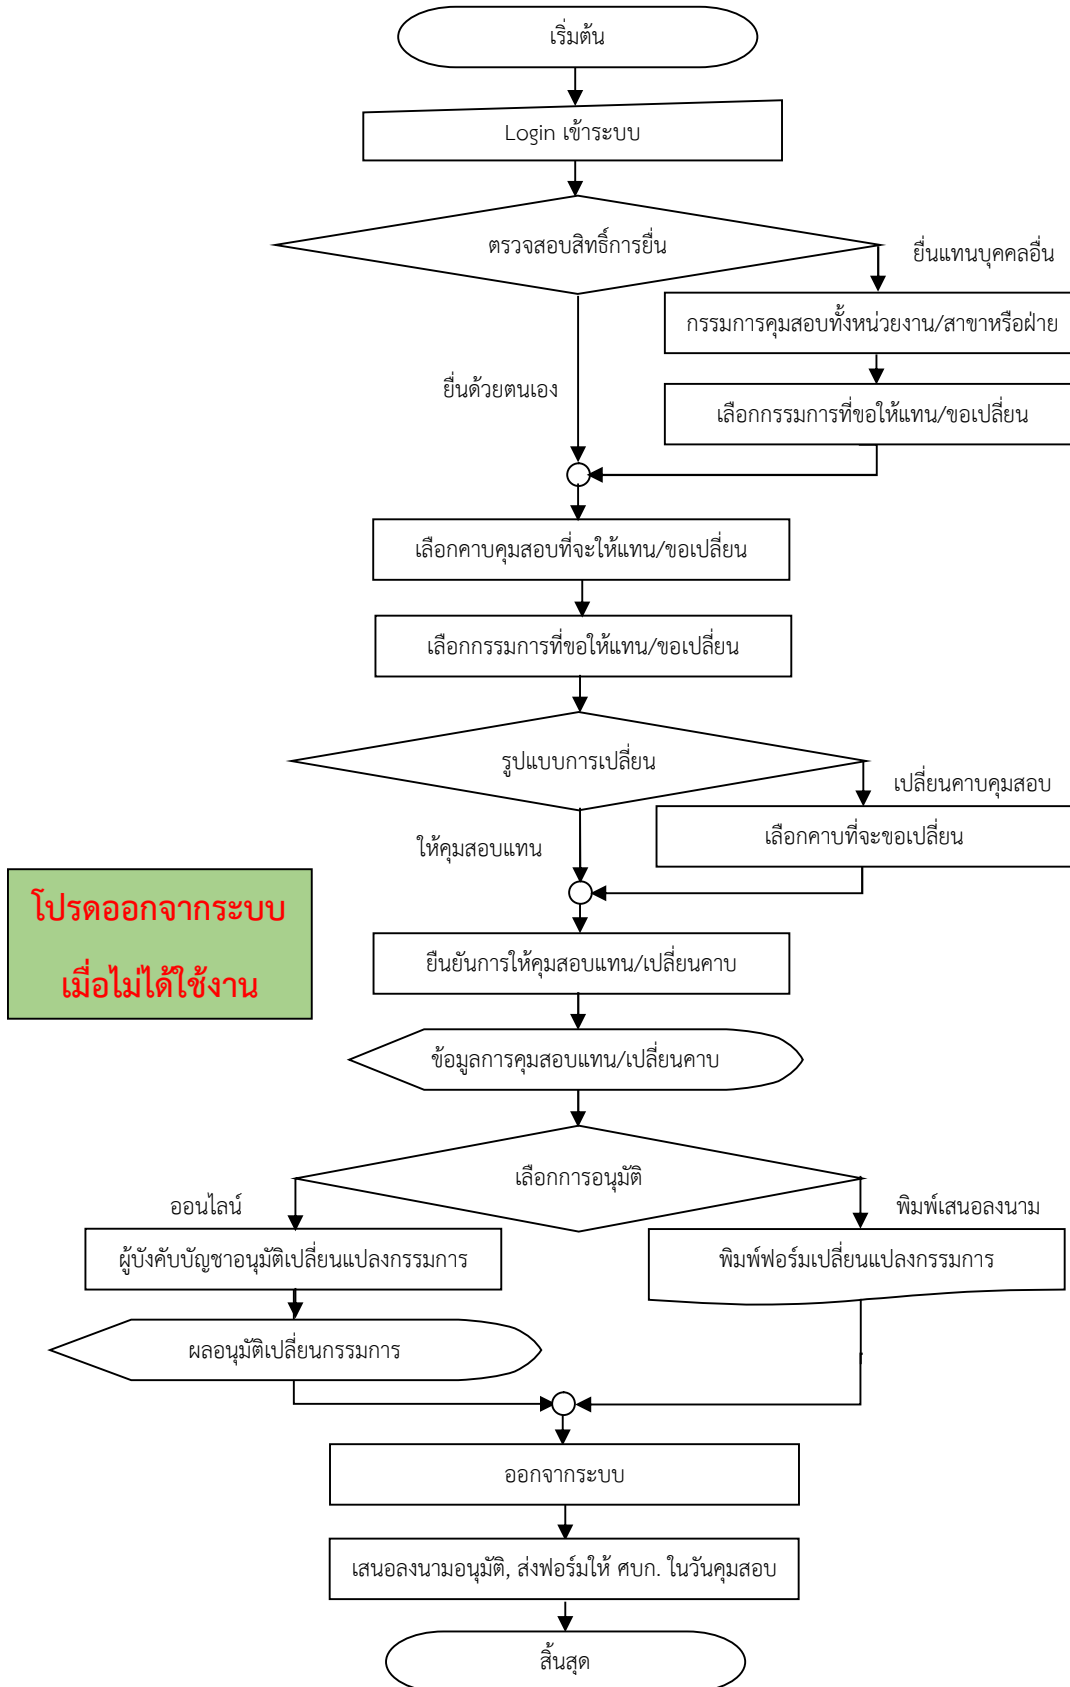 เริ่มต้น
Login เข้าระบบ
ตรวจสอบสิทธิ์การยื่น
ยื่นแทนบุคคลอื่น
กรรมการคุมสอบทั้งหน่วยงาน/สาขาหรือฝ่าย
ยื่นด้วยตนเอง
เลือกกรรมการที่ขอให้แทน/ขอเปลี่ยน
เลือกคาบคุมสอบที่จะให้แทน/ขอเปลี่ยน
เลือกกรรมการที่ขอให้แทน/ขอเปลี่ยน
รูปแบบการเปลี่ยน
เปลี่ยนคาบคุมสอบ
เลือกคาบที่จะขอเปลี่ยน
ให้คุมสอบแทน
โปรดออกจากระบบ
เมื่อไม่ได้ใช้งาน
ยืนยันการให้คุมสอบแทน/เปลี่ยนคาบ
ข้อมูลการคุมสอบแทน/เปลี่ยนคาบ
เลือกการอนุมัติ
ออนไลน์
พิมพ์เสนอลงนาม
ผู้บังคับบัญชาอนุมัติเปลี่ยนแปลงกรรมการ
พิมพ์ฟอร์มเปลี่ยนแปลงกรรมการ
ผลอนุมัติเปลี่ยนกรรมการ
ออกจากระบบ
เสนอลงนามอนุมัติ, ส่งฟอร์มให้ ศบก. ในวันคุมสอบ
สิ้นสุด